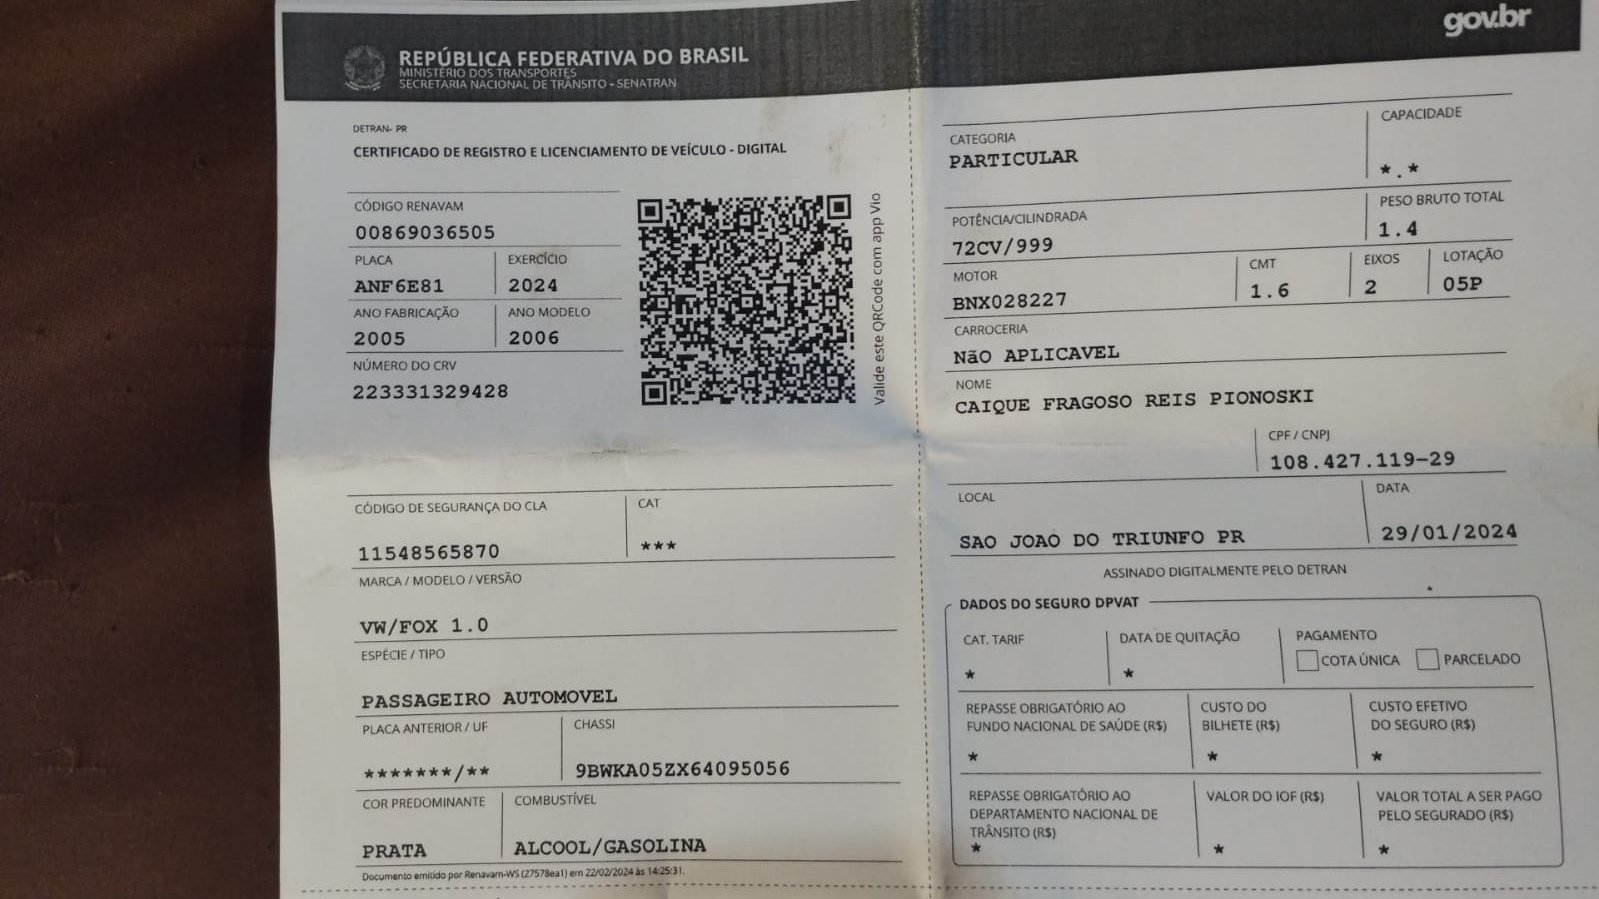 gov.br
REPÚBLICA FEDERATIVA DO BRASIL
MINISTÉRIO DOS TRANSPORTES
SECRETARIA NACIONAL DE TRÂNSITO - SENATRAN
DETRAN- PR
CERTIFICADO DE REGISTRO E LICENCIAMENTO DE VEÍCULO - DIGITAL
CÓDIGO RENAVAM
00869036505
PLACA EXERCÍCIO
ANF6E81 2024
ANO FABRICAÇÃO ANO MODELO
2005 2006
NÚMERO DO CRV
223331329428
Valide este QRCode com app Vio
CÓDIGO DE SEGURANÇA DO CLA CAT
11548565870 ***
MARCA / MODELO / VERSÃO
VW/FOX 1.0
ESPÉCIE / TIPO
PASSAGEIRO AUTOMOVEL
PLACA ANTERIOR / UF CHASSI
*******/** 9BWKA05ZX64095056
COR PREDOMINANTE COMBUSTÍVEL
PRATA ALCOOL/GASOLINA
Documento emitido por Renavam-WS (27578ea1) em 22/02/2024 às 14:25:31.
CATEGORIA CAPACIDADE
PARTICULAR *.*
POTÊNCIA/CILINDRADA PESO BRUTO TOTAL
72CV/999 1.4
MOTOR CMT EIXOS LOTAÇÃO
BNX028227 1.6 2 05P
CARROCERIA
NãO APLICAVEL
NOME
CAIQUE FRAGOSO REIS PIONOSKI
CPF / CNPJ
108.427.119-29
LOCAL DATA
SAO JOAO DO TRIUNFO PR 29/01/2024
ASSINADO DIGITALMENTE PELO DETRAN
DADOS DO SEGURO DPVAT
CAT. TARIF DATA DE QUITAÇÃO PAGAMENTO
* * COTA ÚNICA PARCELADO
REPASSE OBRIGATÓRIO AO CUSTO DO CUSTO EFETIVO
FUNDO NACIONAL DE SAÚDE (R$) BILHETE (R$) DO SEGURO (R$)
* * *
REPASSE OBRIGATÓRIO AO VALOR DO IOF (R$) VALOR TOTAL A SER PAGO
DEPARTAMENTO NACIONAL DE PELO SEGURADO (R$)
TRÂNSITO (R$)
* * *